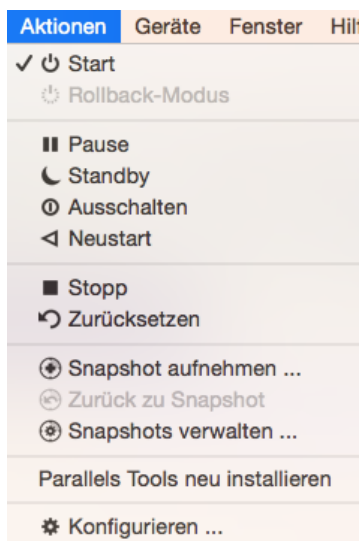 Aktionen Geräte Fenster
Start
Rollback-Modus
Pause
Standby
Ausschalten
Neustart
Stopp
Zurücksetzen
Snapshot aufnehmen ...
Zurück zu Snapshot
Snapshots verwalten ...
Parallels Tools neu installieren
Konfigurieren ...